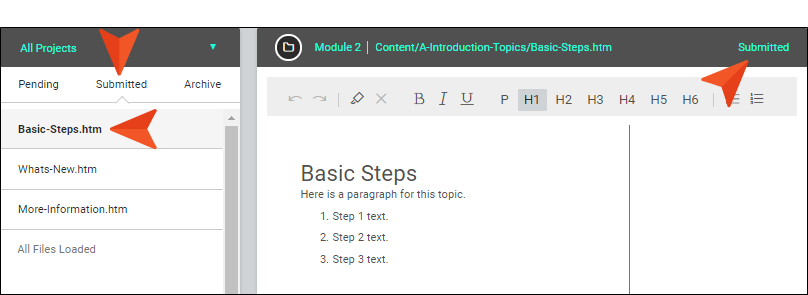 All Projects
Pending Submitted Archive
Basic-Steps.htm
Whats-New.htm
More-Information.htm
All Files Loaded
Module 2 | Content/A-Introduction-Topics/Basic-Steps.htm Submitted
B I U P H1 H2 H3 H4 H5 H6
Basic Steps
Here is a paragraph for this topic.
1. Step 1 text.
2. Step 2 text.
3. Step 3 text.